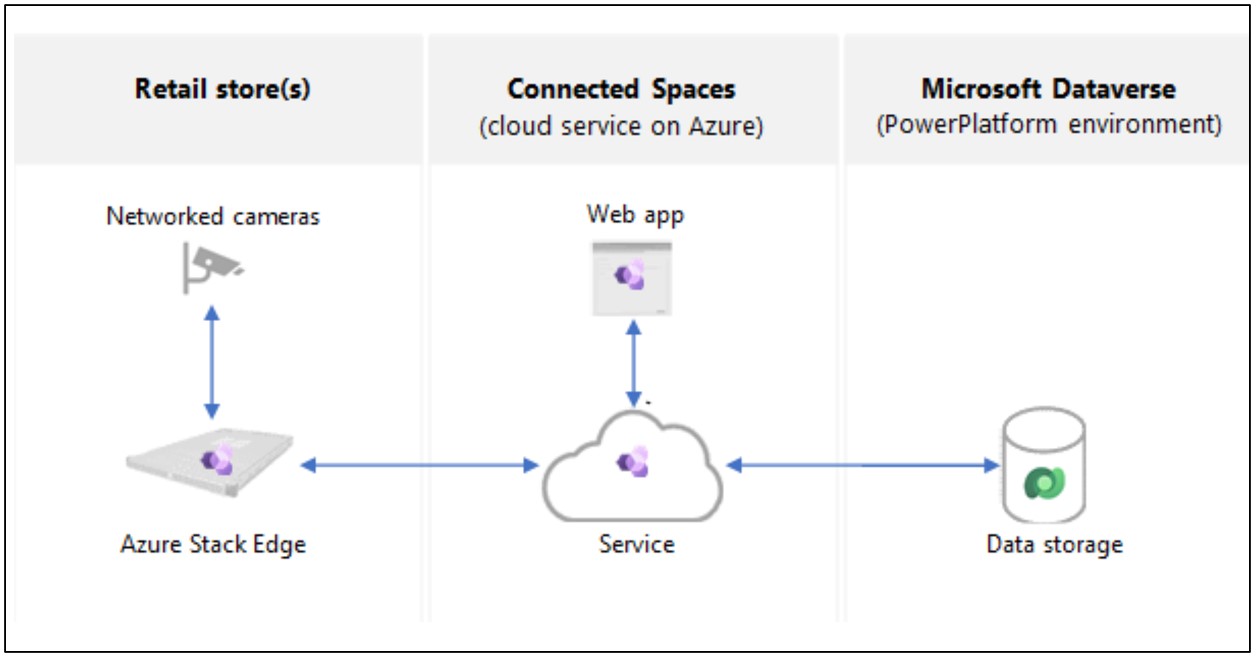 Retail store(s)
Connected Spaces
(cloud service on Azure)
Microsoft Dataverse
(PowerPlatform environment)
Networked cameras
Web app
Azure Stack Edge
Service
Data storage